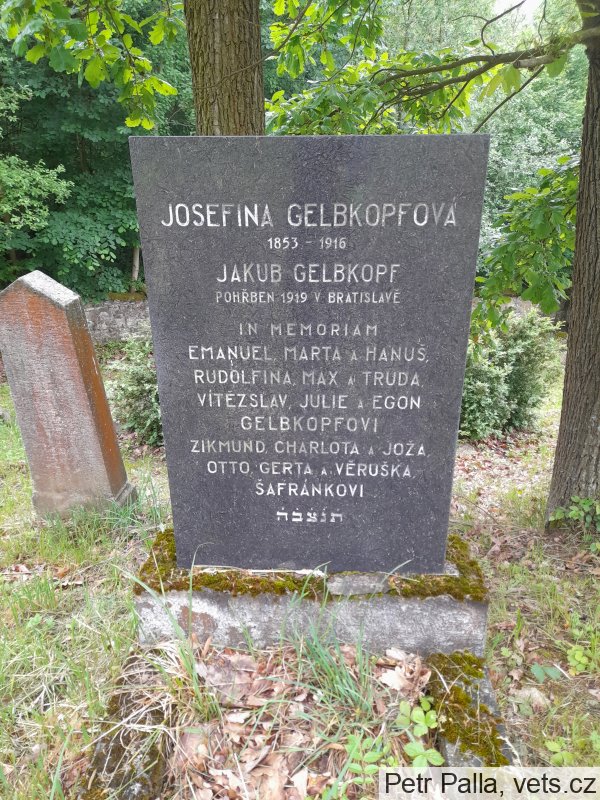 JOSEFINA GELBKOPFOVÁ
1853 - 1916
JAKUB GELBKOPF
POHŘBEN 1919 V BRATISLAVĚ
IN MEMORIAM
EMANUEL, MARTA A HANUŠ,
RUDOLFINA, MAX A TRUDA,
VÍTĚZSLAV, JULIE A EGON
GELBKOPFOVI
ZIKMUND, CHARLOTA A JOŽA
OTTO, GERTA A VĚRUŠKA
ŠAFRÁNKOVI
תנצבה
Petr Palla, vets.cz